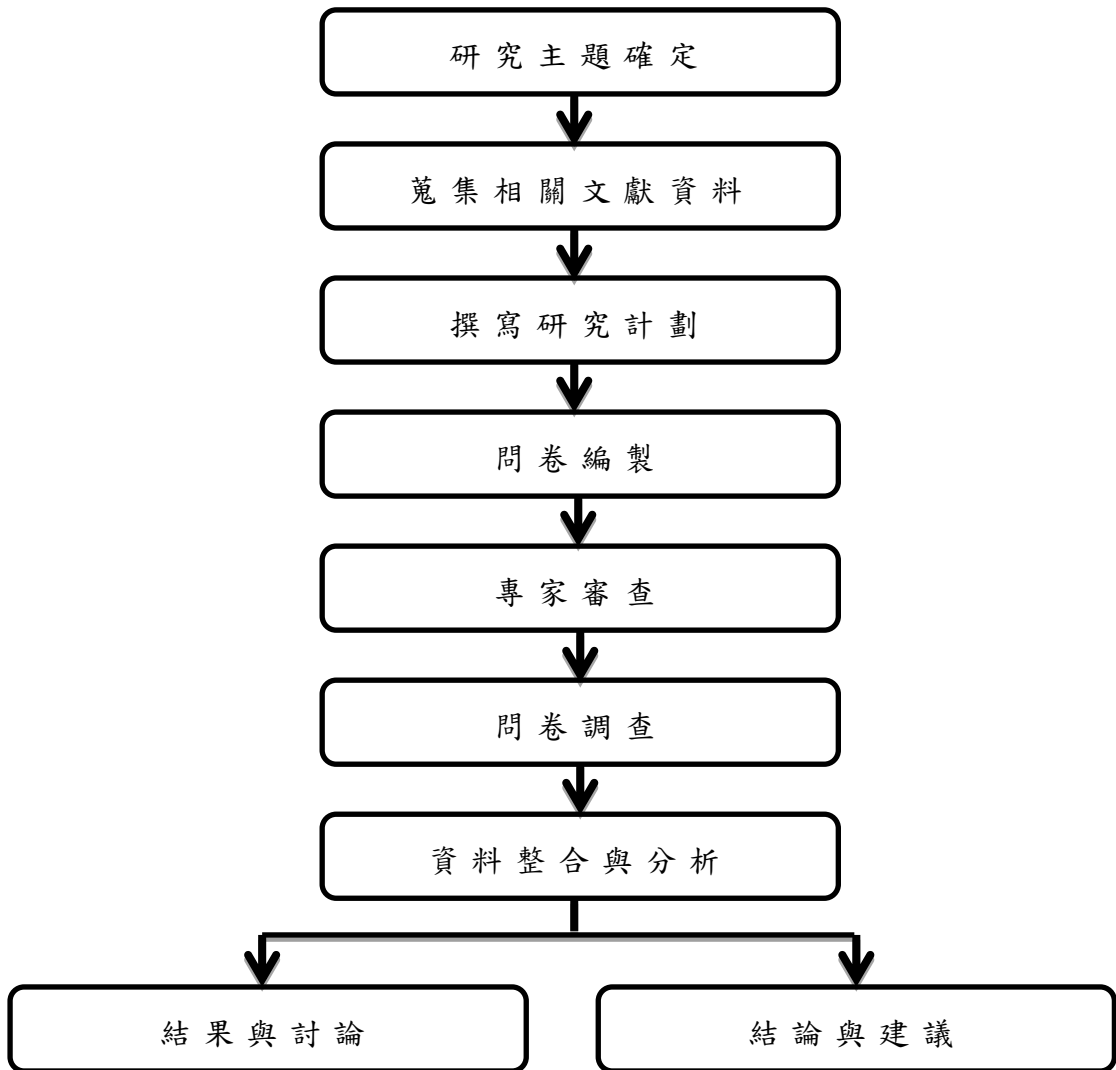 研究主題確定
蒐集相關文獻資料
撰寫研究計劃
問卷編製
專家審查
問卷調查
資料整合與分析
結果與討論
結論與建議